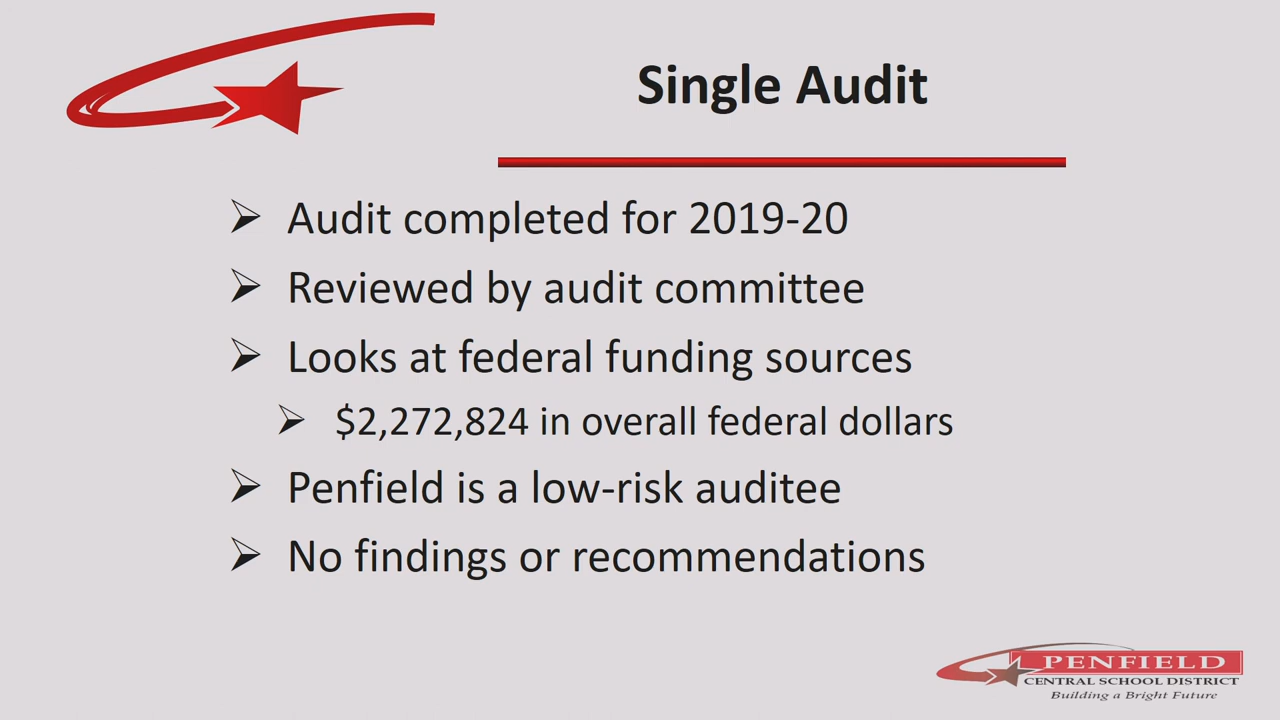 Single Audit
Audit completed for 2019-20
Reviewed by audit committee
Looks at federal funding sources
$2,272,824 in overall federal dollars
Penfield is a low-risk auditee
No findings or recommendations
PENFIELD
CENTRAL SCHOOL DISTRICT
Building a Bright Future